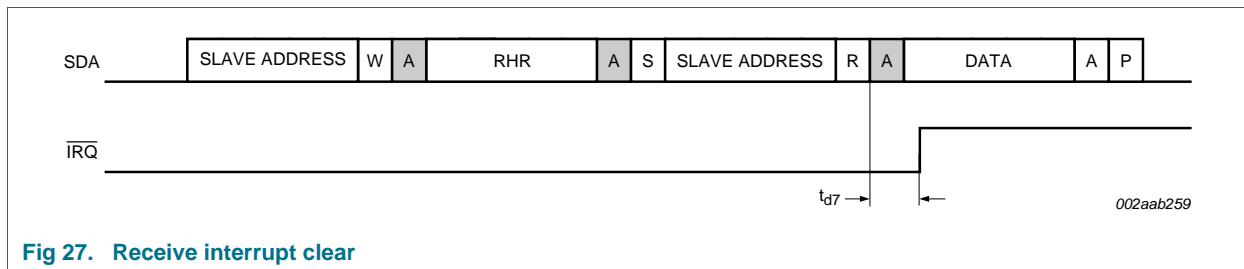 SDA SLAVE ADDRESS W A RHR A S SLAVE ADDRESS R A DATA A P
IRQ
td7
002aab259
Fig 27. Receive interrupt clear